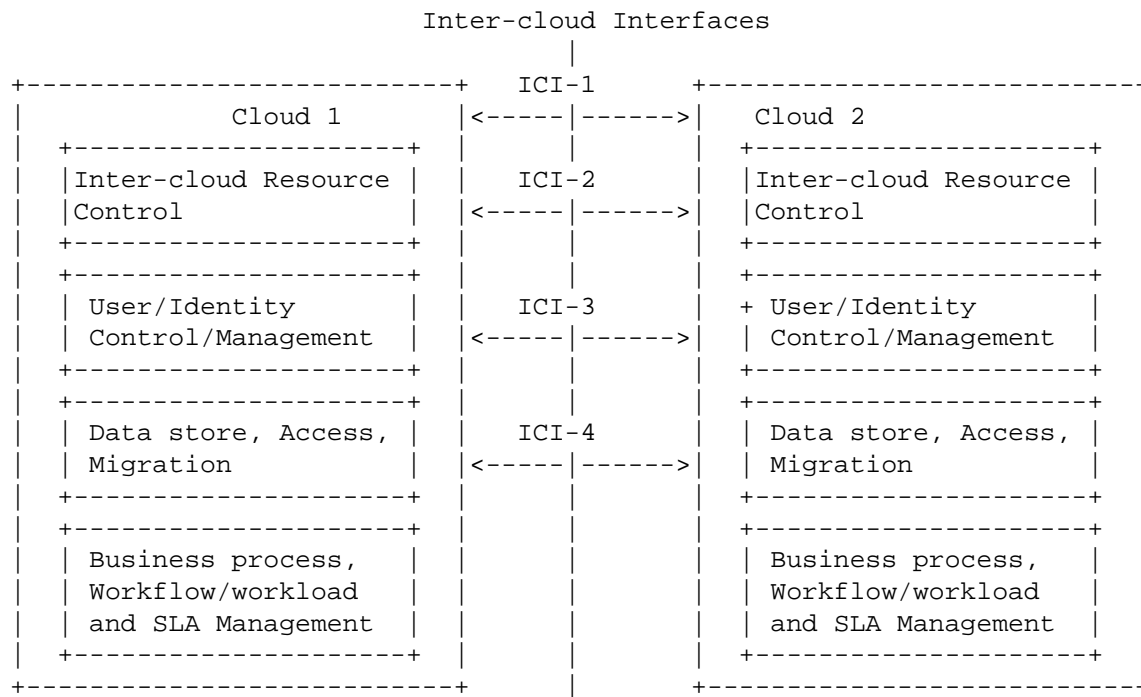 Inter-cloud Interfaces
ICI-1
Cloud 1 Cloud 2
Inter-cloud Resource ICI-2 Inter-cloud Resource
Control Control
User/Identity ICI-3 User/Identity
Control/Management Control/Management
Data store, Access, ICI-4 Data store, Access,
Migration Migration
Business process, Business process,
Workflow/workload Workflow/workload
and SLA Management and SLA Management